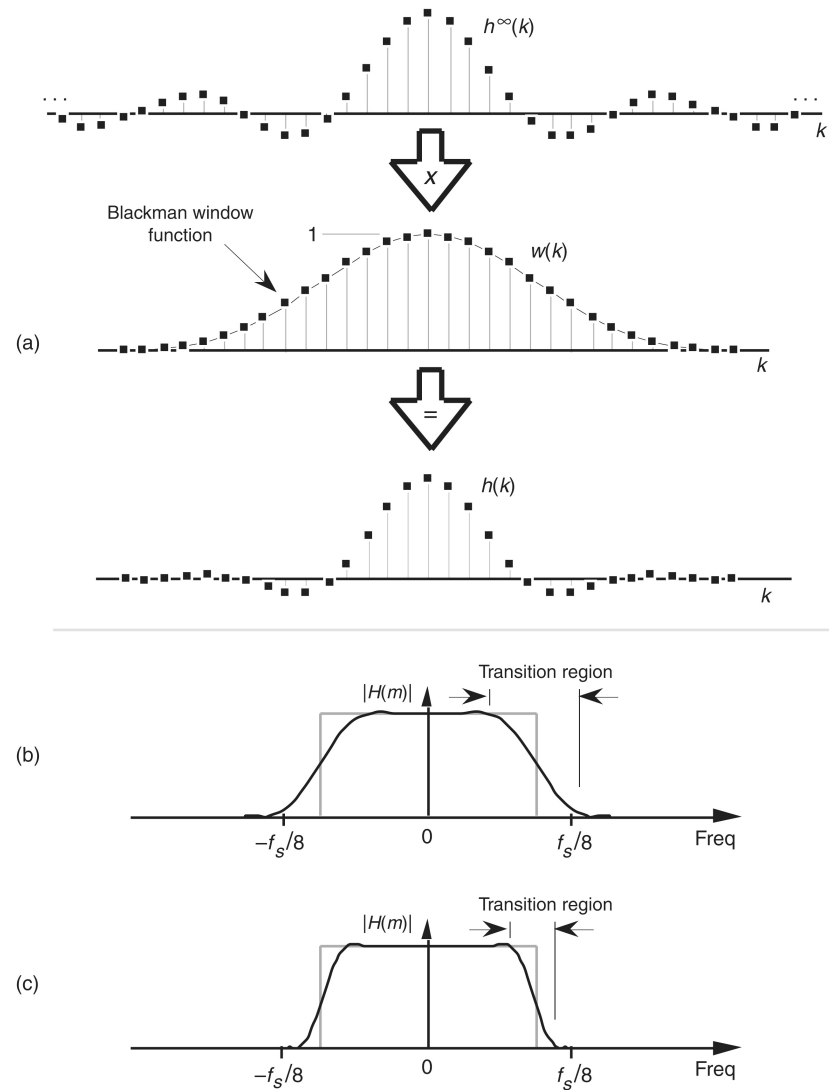 h∞(k)
. . .
. . .
k
x
Blackman window
function
1
w(k)
(a)
k
=
h(k)
k
Transition region
|H(m)|
(b)
–fs/8
0
fs/8
Freq
Transition region
|H(m)|
(c)
–fs/8
0
fs/8
Freq